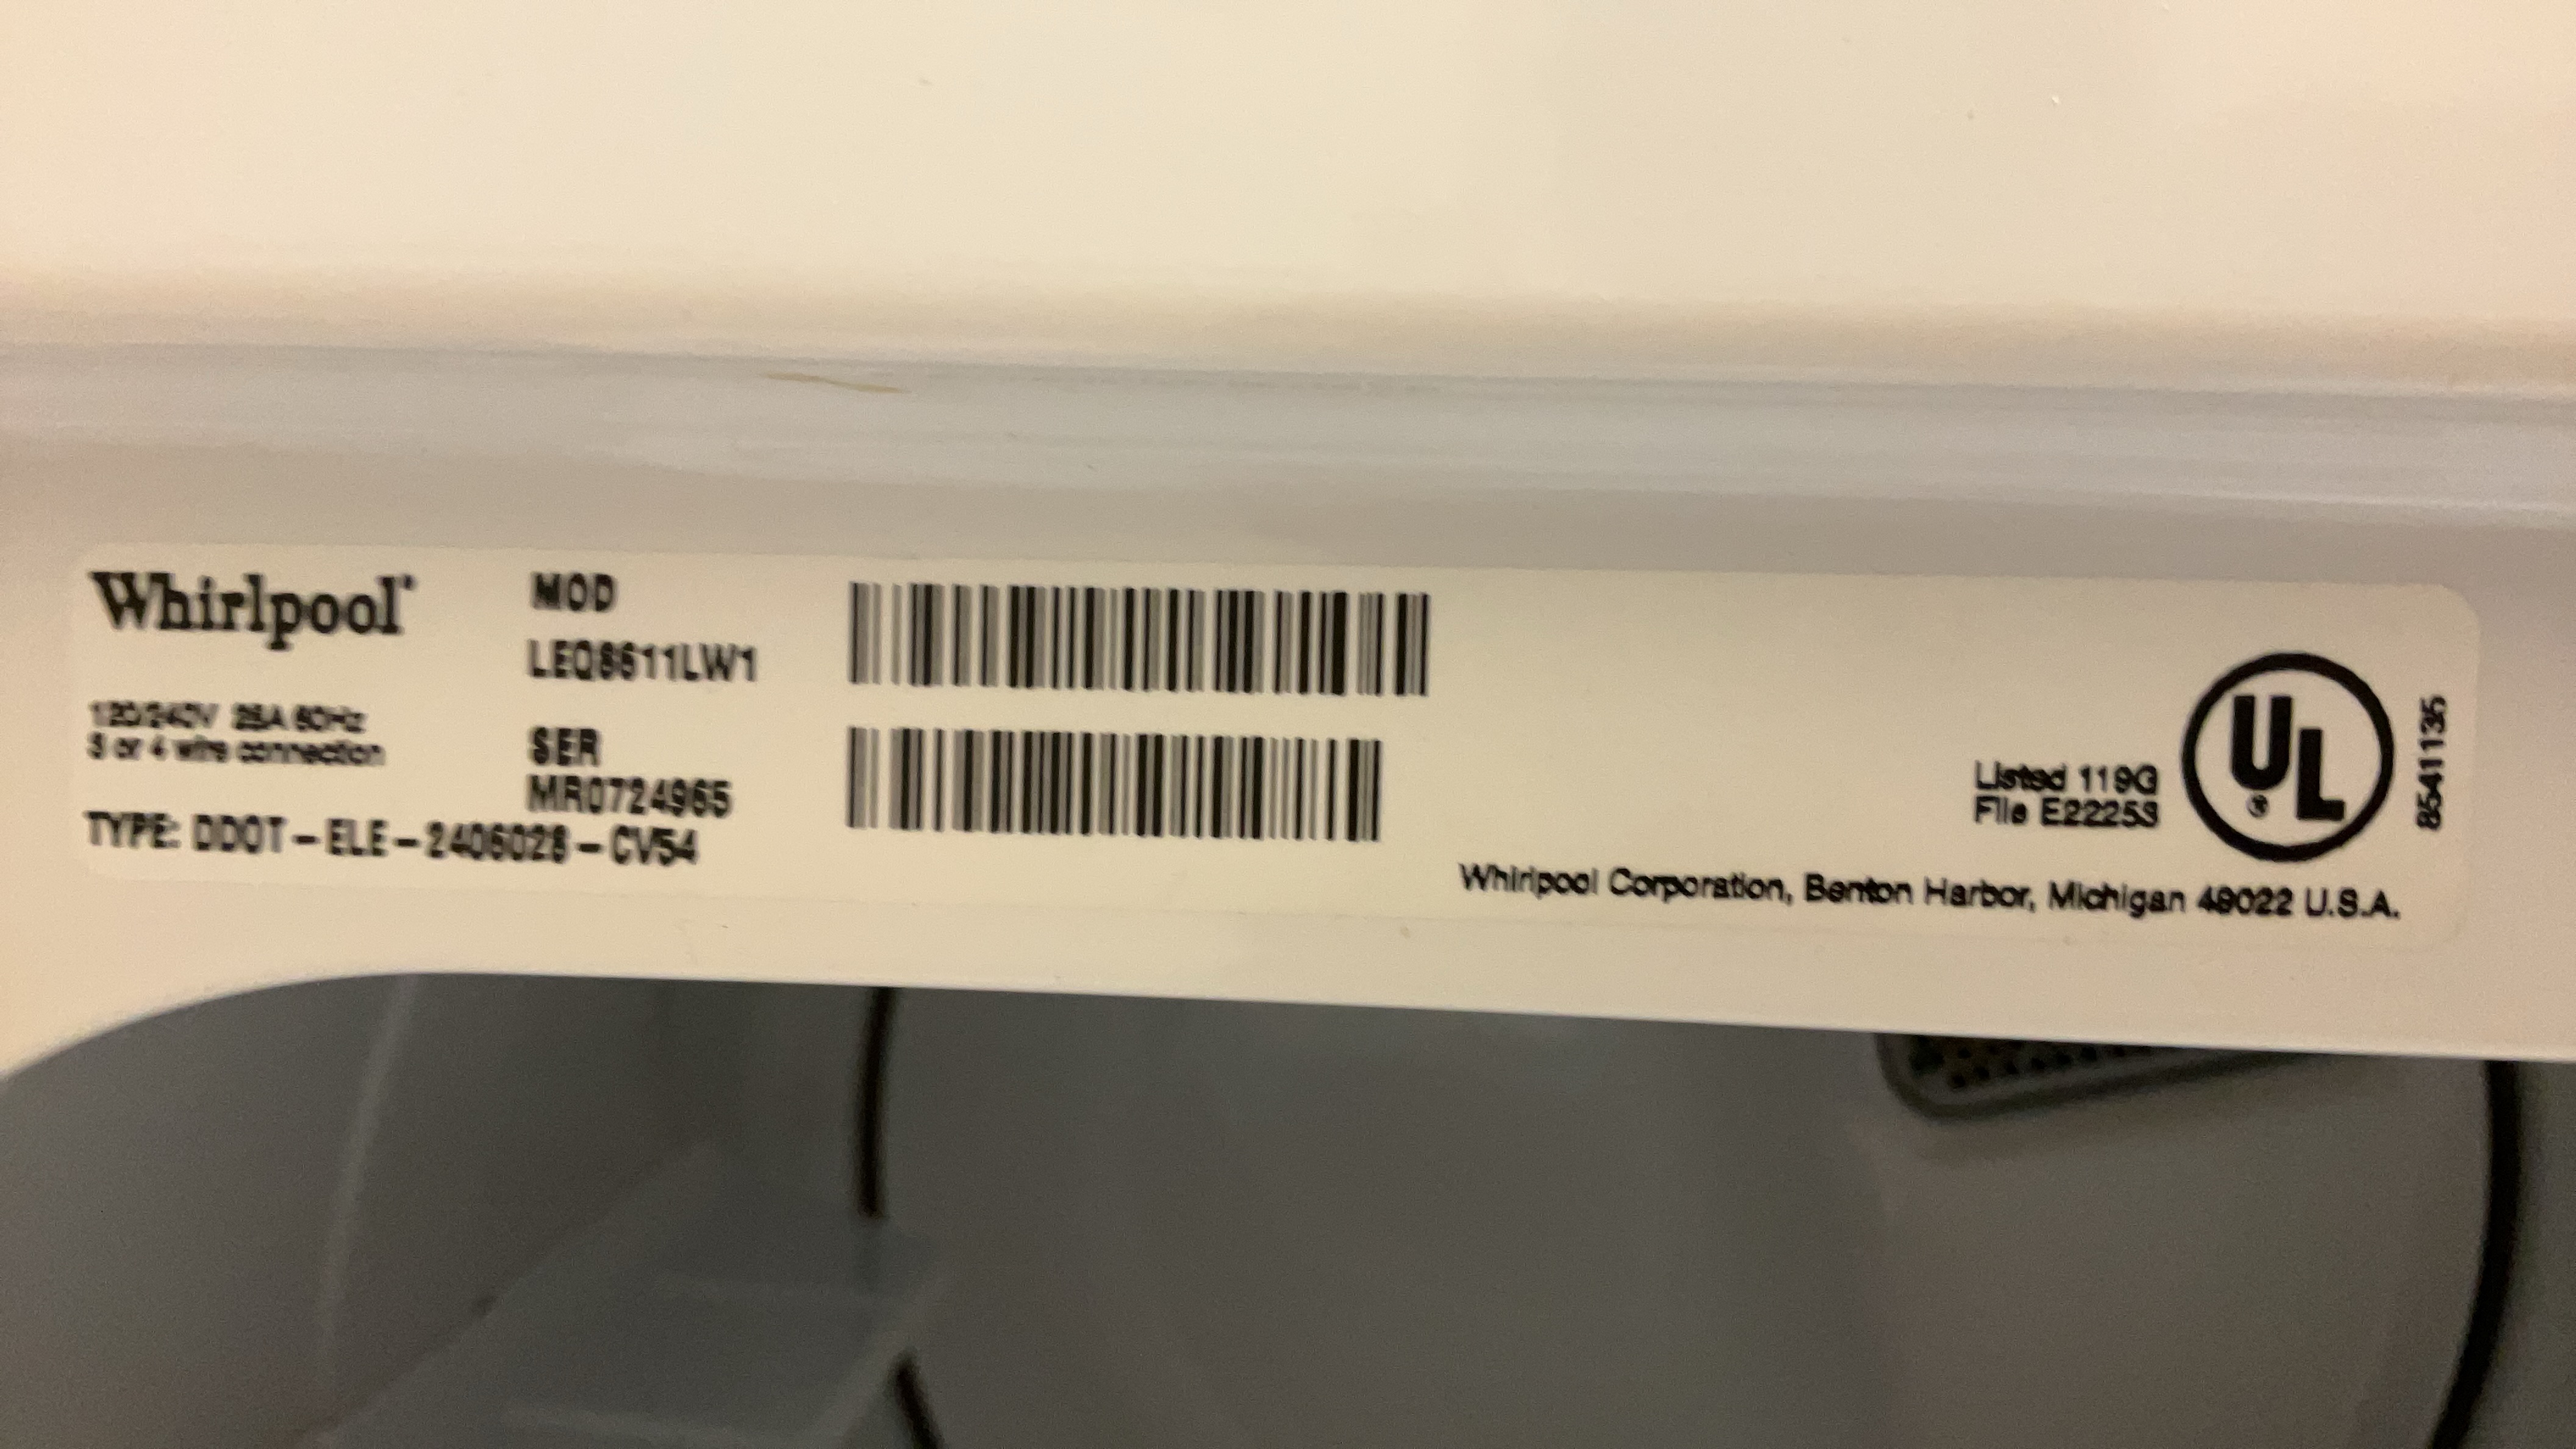 Whirlpool
MOD
LEQ8611LW1
120/240V 26A 60Hz
3 or 4 wire connection
SER
MR0724965
TYPE: DDOT-ELE-2406028-CV54
Listed 119G
File E22253
UL
®
8541135
Whirlpool Corporation, Benton Harbor, Michigan 49022 U.S.A.